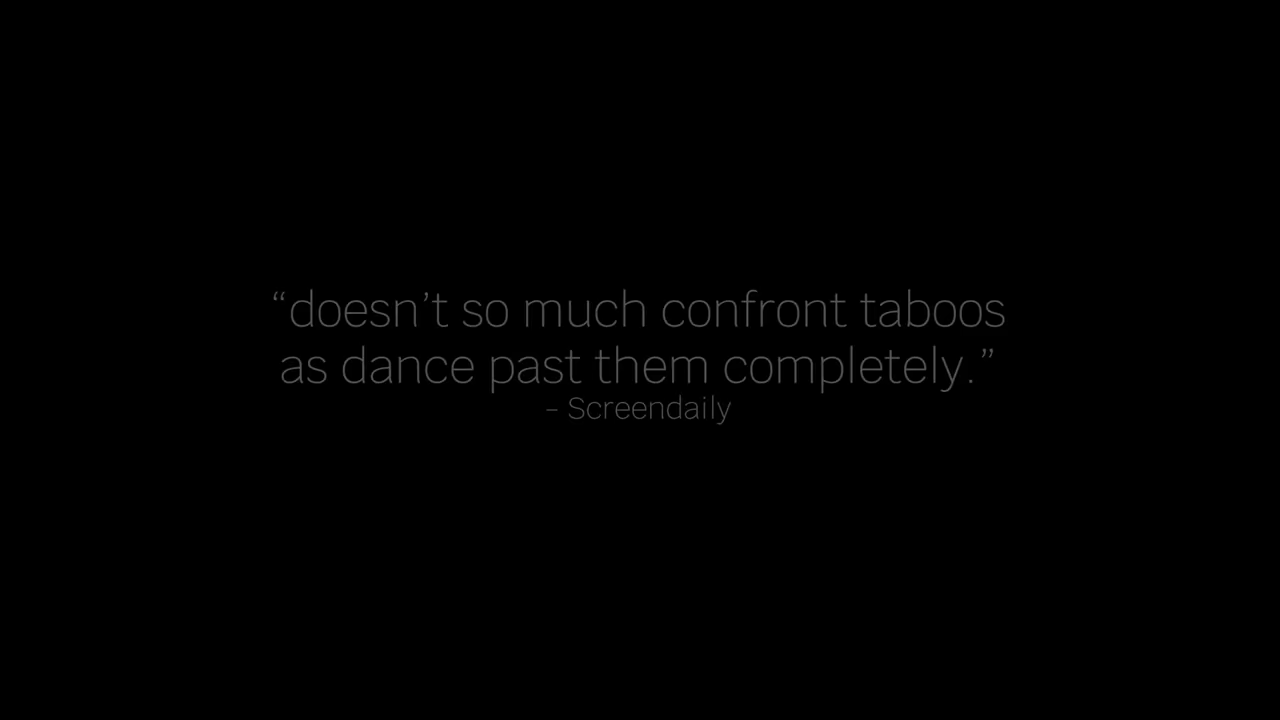 “doesn’t so much confront taboos
as dance past them completely.”
– Screendaily